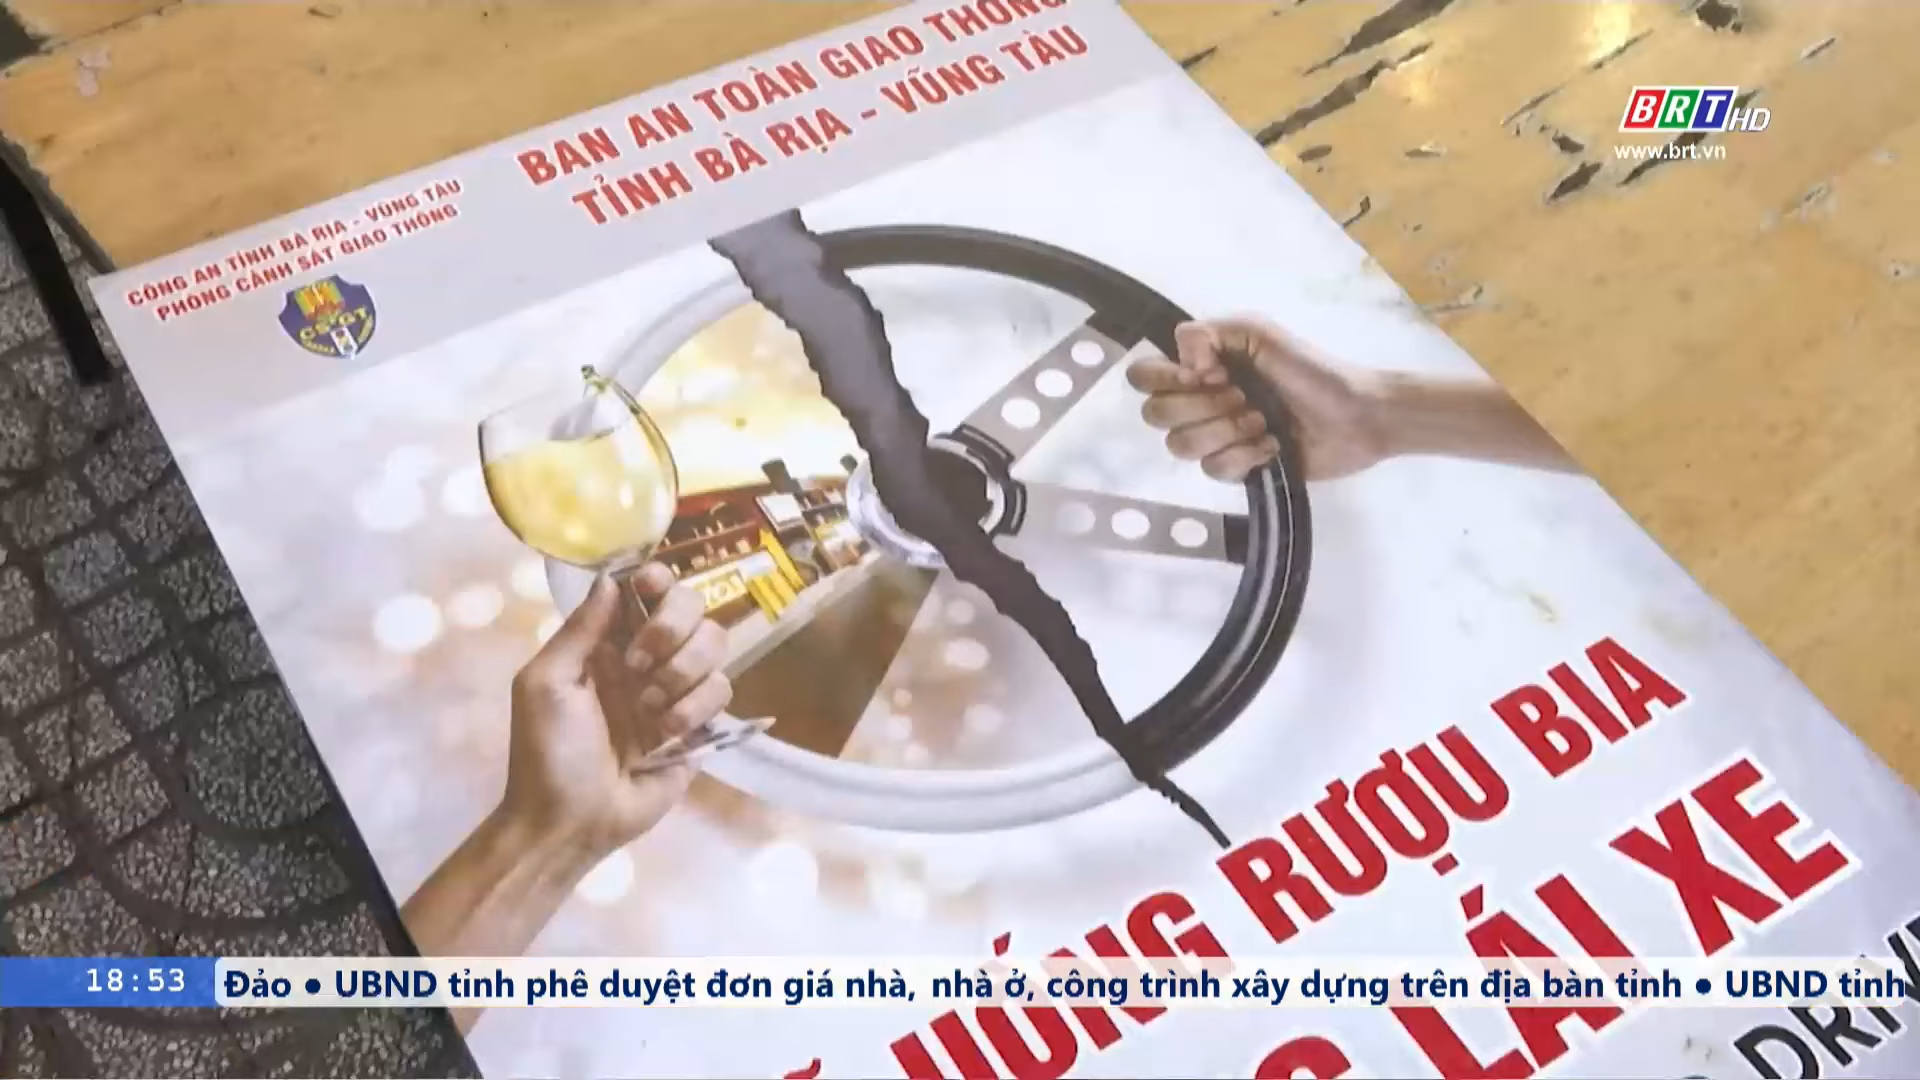 BAN AN TOÀN GIAO THÔNG
TỈNH BÀ RỊA - VŨNG TÀU
CÔNG AN TỈNH BÀ RỊA - VŨNG TÀU
PHÒNG CẢNH SÁT GIAO THÔNG
CSGT
BRT HD
www.brt.vn
UỐNG RƯỢU BIA
LÁI XE
18:53
Đảo ● UBND tỉnh phê duyệt đơn giá nhà, nhà ở, công trình xây dựng trên địa bàn tỉnh ● UBND tỉnh